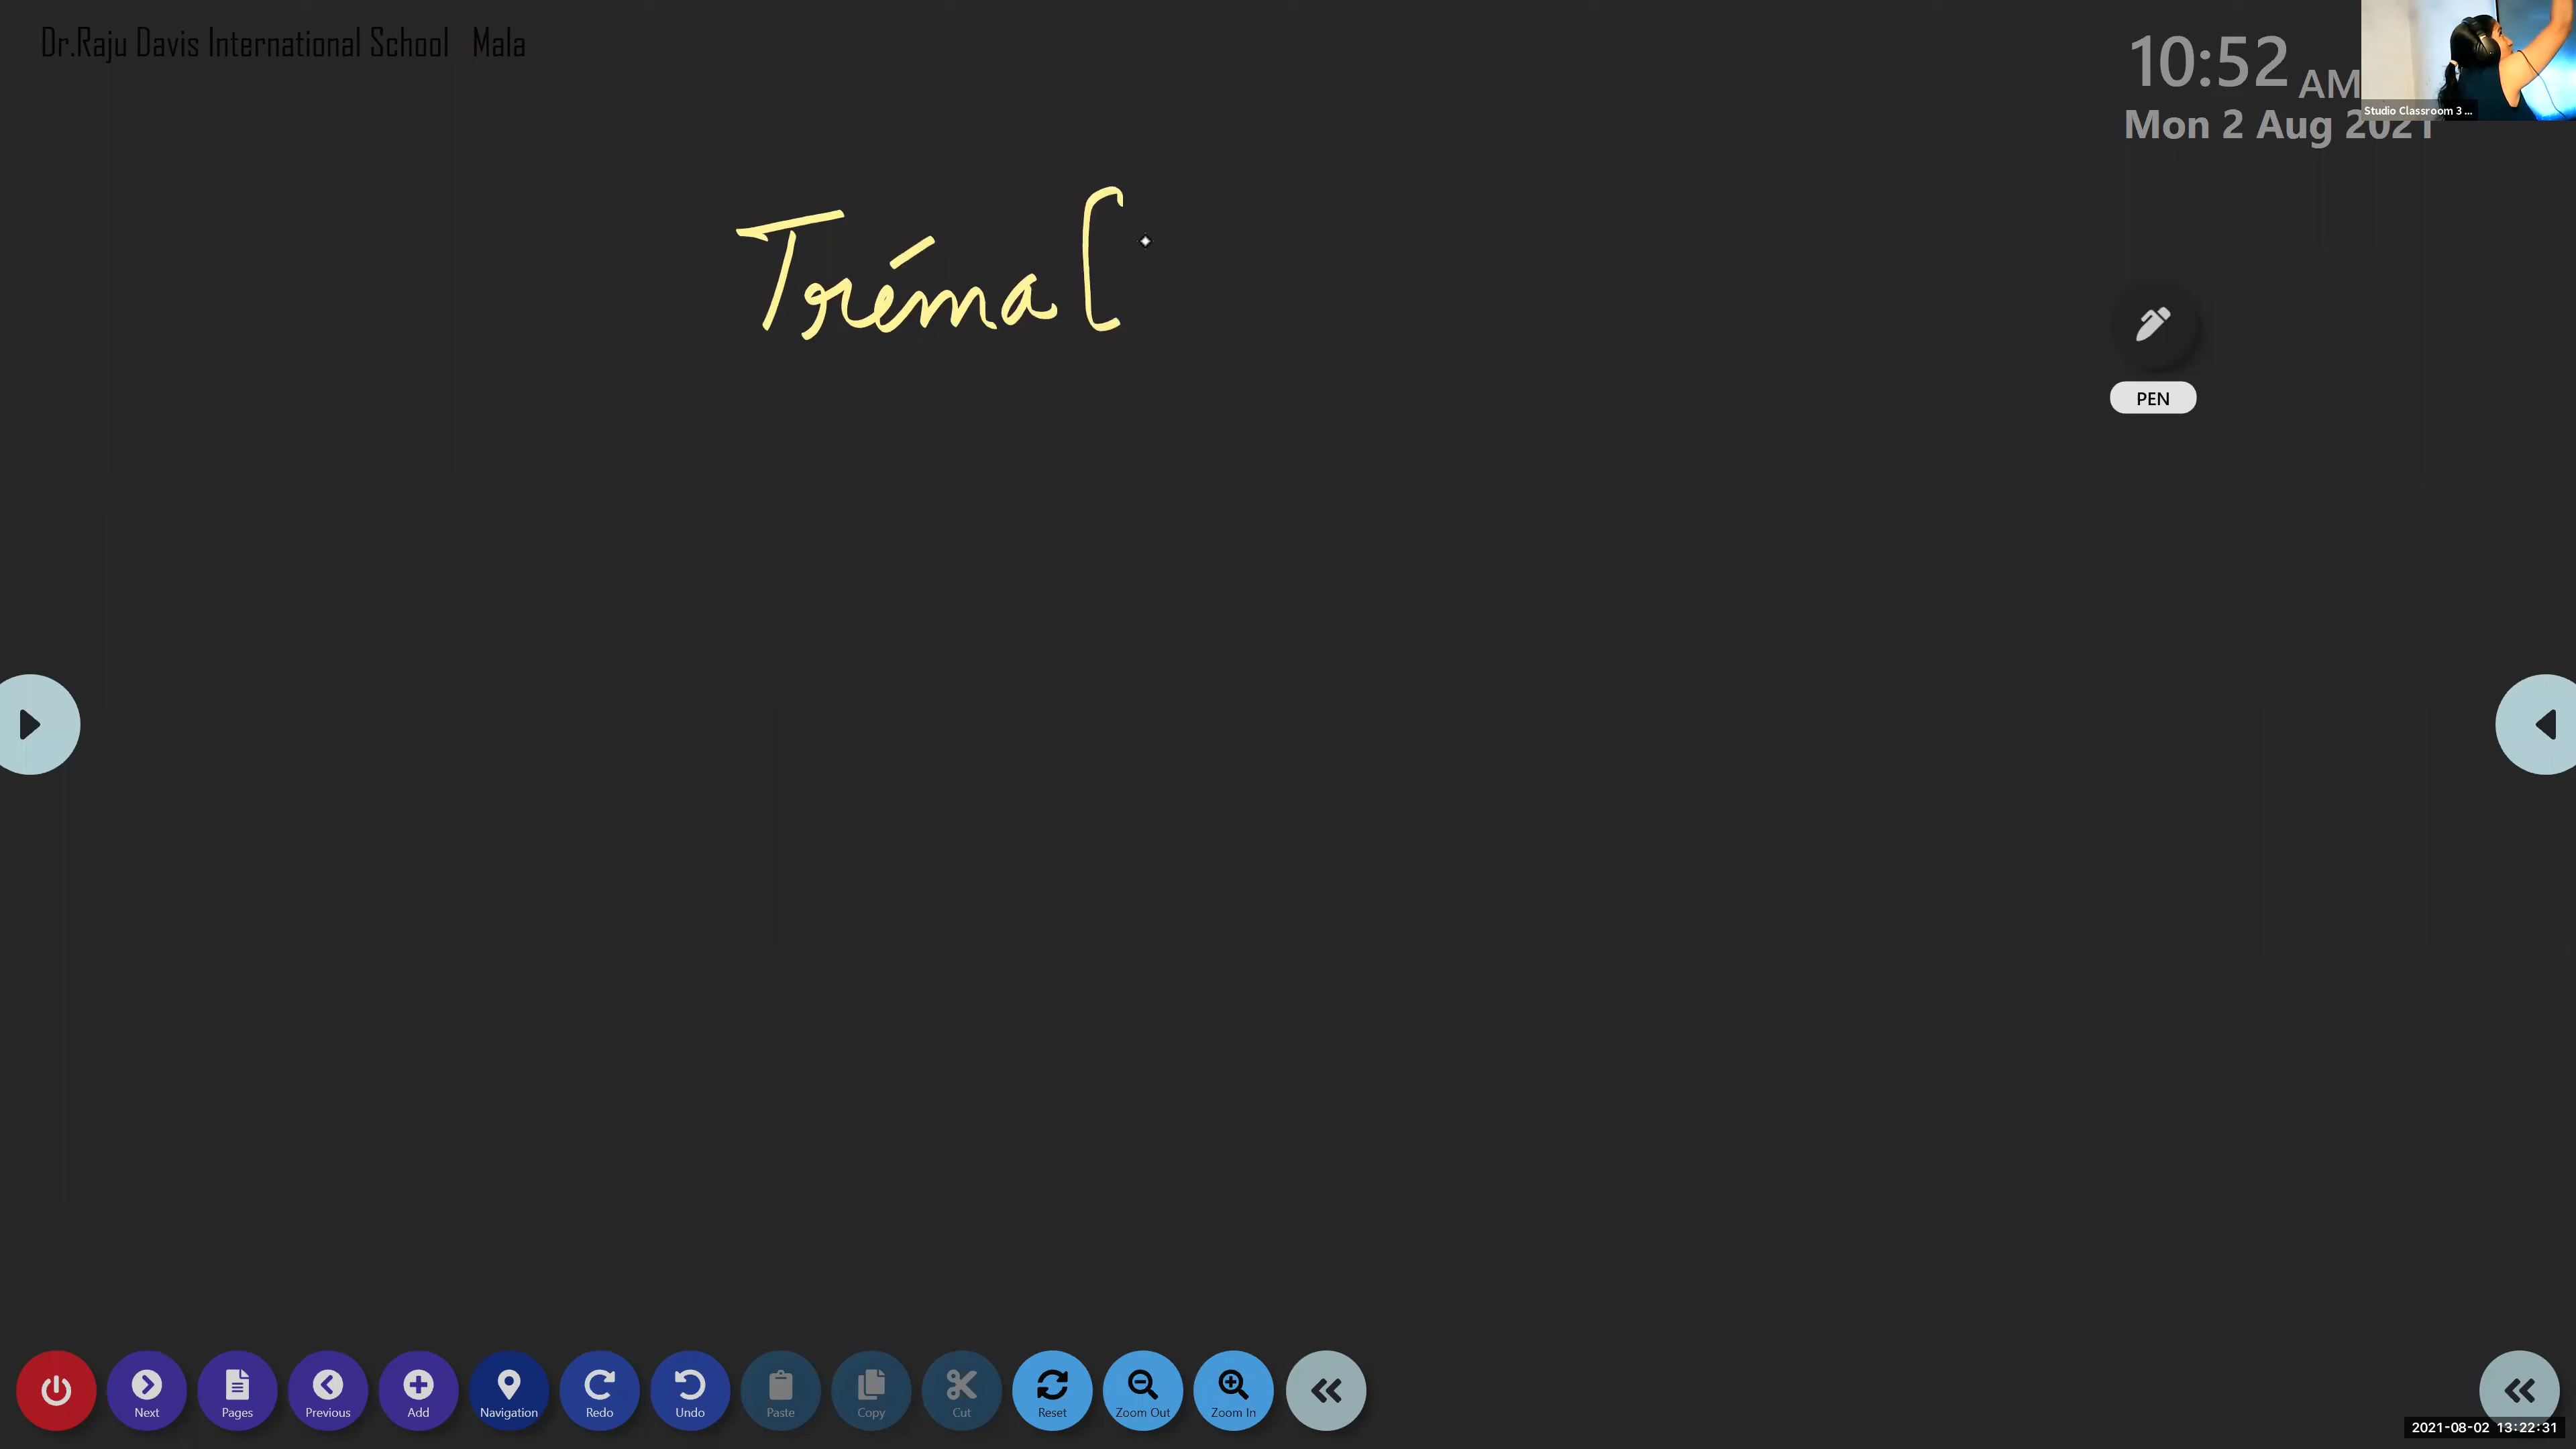 Dr.Raju Davis International School Mala
10:52 AM
Mon 2 Aug 2021
Studio Classroom 3 ...
Tréma [
PEN
Next
Pages
Previous
Add
Navigation
Redo
Undo
Paste
Copy
Cut
Reset
Zoom Out
Zoom In
2021-08-02 13:22:31